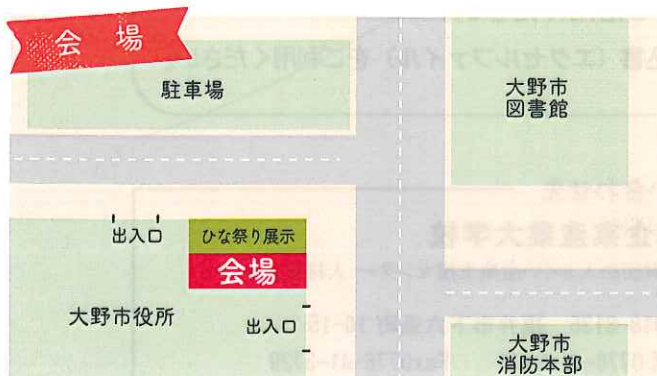 会場
駐車場
大野市
図書館
出入口
ひな祭り展示
会場
大野市役所
出入口
大野市
消防本部